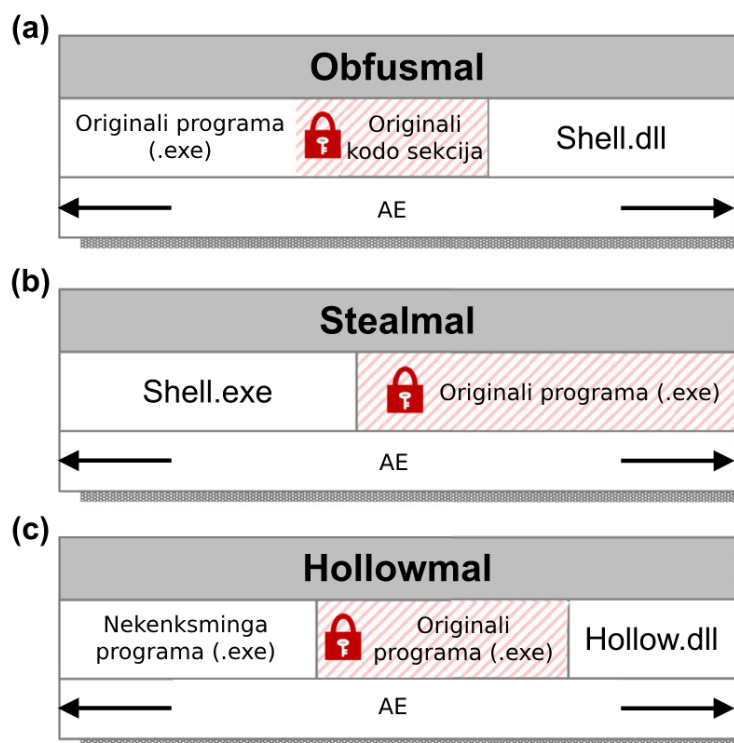 (a)
Obfusmal
Originali programa
(.exe)
Originali
kodo sekcija
Shell.dll
AE
(b)
Stealmal
Shell.exe
Originali programa (.exe)
AE
(c)
Hollowmal
Nekenksminga
programa (.exe)
Originali
programa (.exe)
Hollow.dll
AE